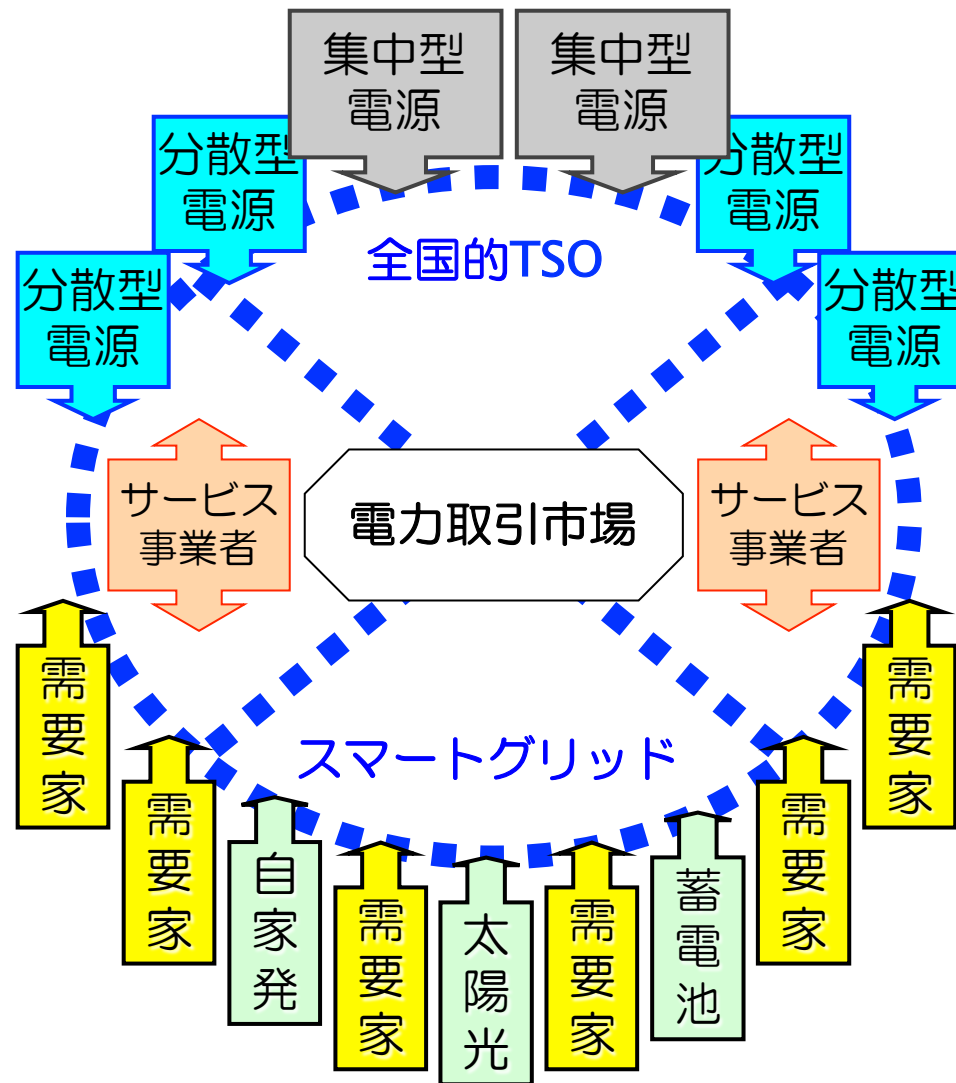 集中型
電源
集中型
電源
分散型
電源
分散型
電源
分散型
電源
分散型
電源
全国的TSO
サービス
事業者
電力取引市場
サービス
事業者
スマートグリッド
需要家
需要家
自家発
需要家
太陽光
需要家
蓄電池
需要家
需要家